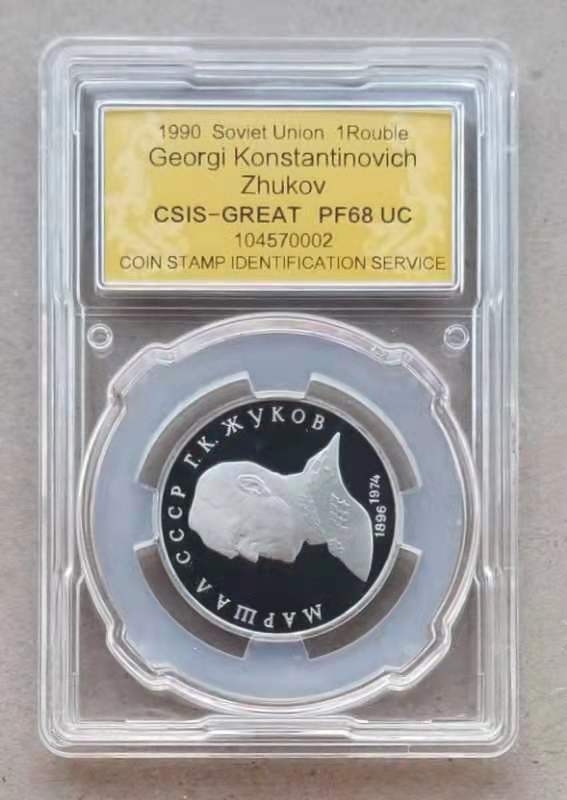 1990 Soviet Union 1Rouble
Georgi Konstantinovich
Zhukov
CSIS-GREAT PF68 UC
104570002
COIN STAMP IDENTIFICATION SERVICE
МАРШАЛ СССР Г.К. ЖУКОВ
1896 1974